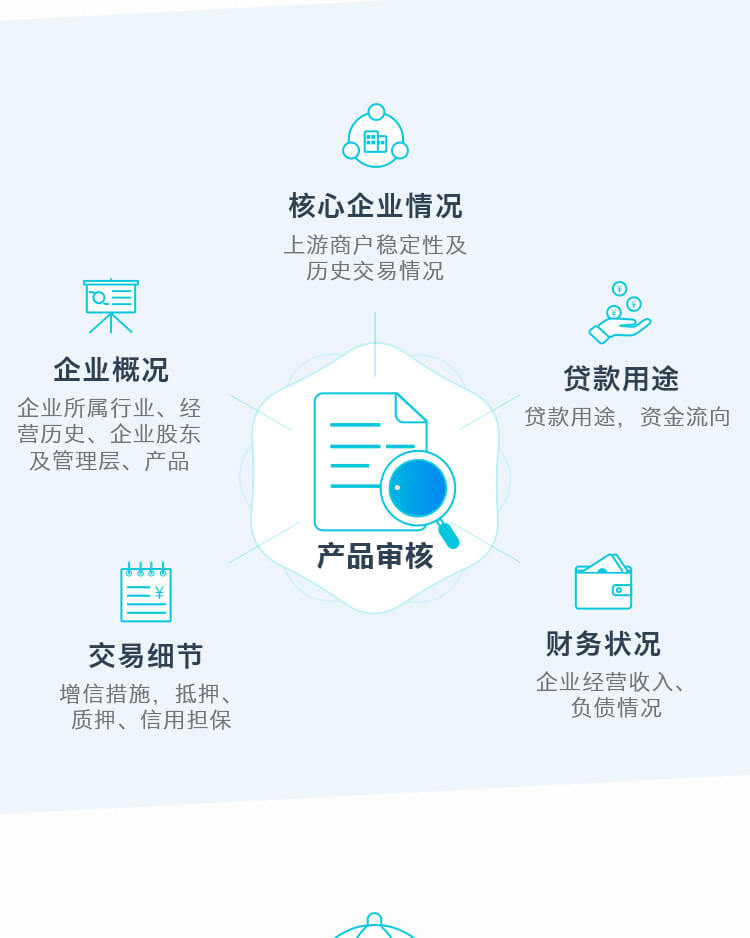 核心企业情况
上游商户稳定性及
历史交易情况
企业概况
企业所属行业、经
营历史、企业股东
及管理层、产品
贷款用途
贷款用途，资金流向
产品审核
交易细节
增信措施，抵押、
质押、信用担保
财务状况
企业经营收入、
负债情况